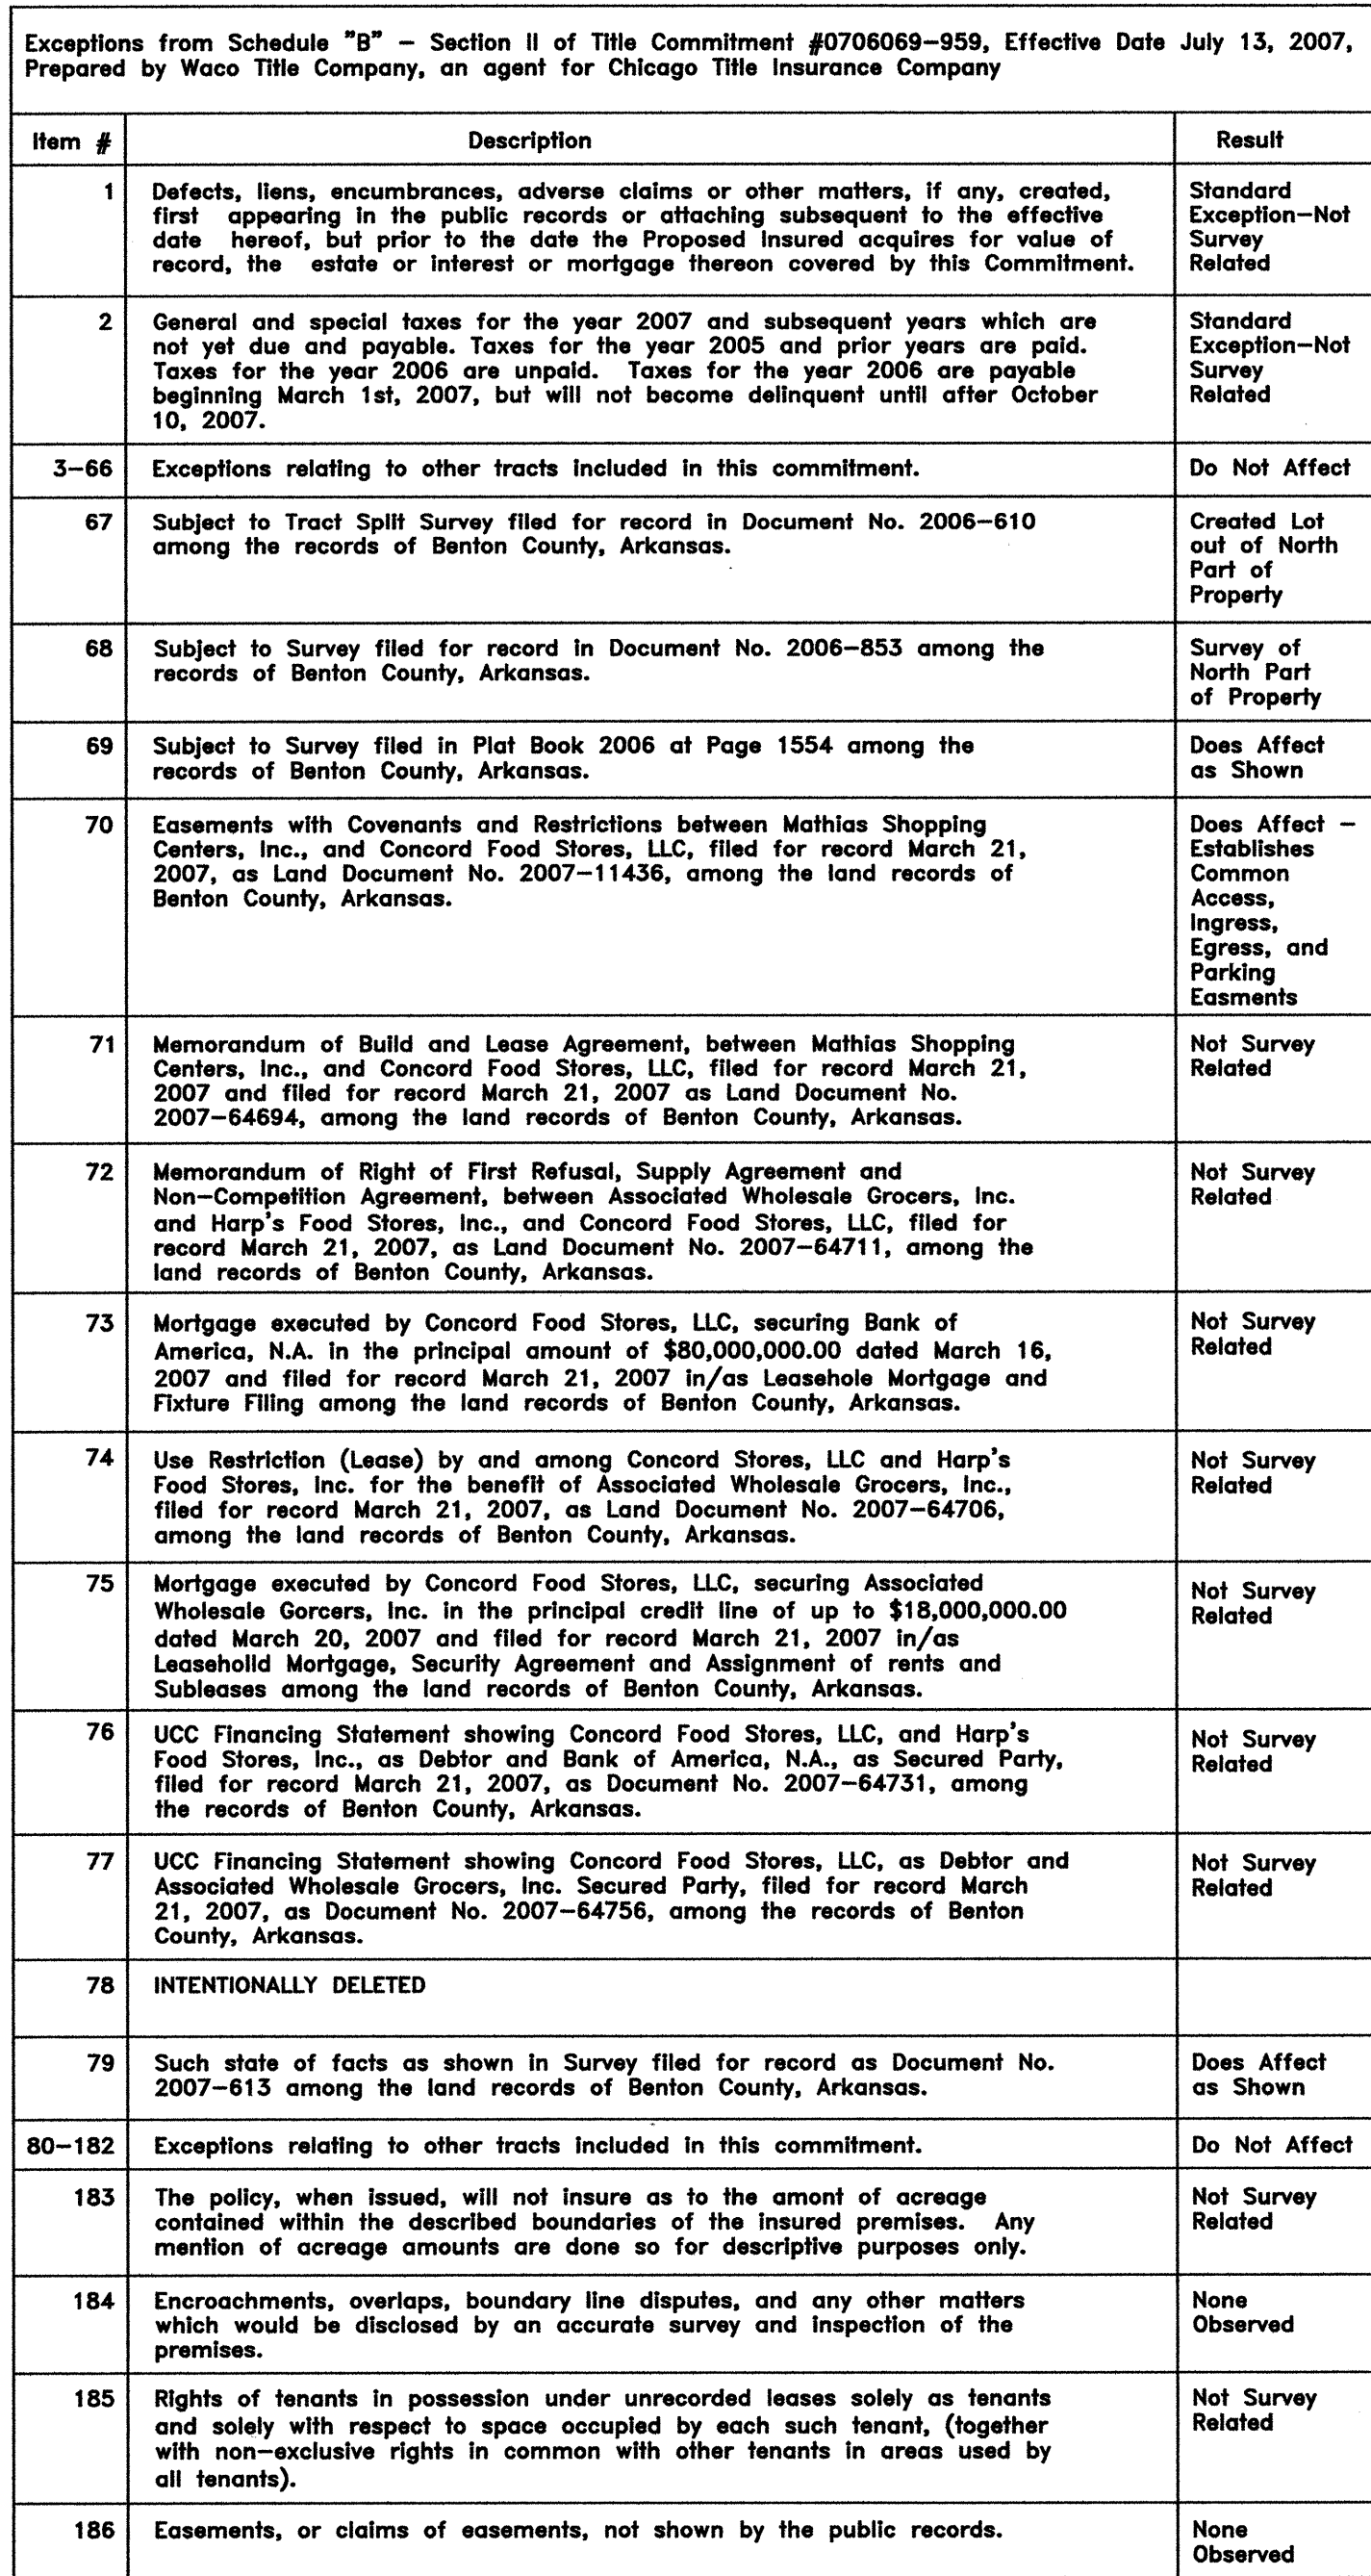 Exceptions from Schedule "B" – Section II of Title Commitment #0706069–959, Effective Date July 13, 2007,
Prepared by Waco Title Company, an agent for Chicago Title Insurance Company
Item #
Description
Result
1
Defects, liens, encumbrances, adverse claims or other matters, if any, created,
first appearing in the public records or attaching subsequent to the effective
date hereof, but prior to the date the Proposed Insured acquires for value of
record, the estate or interest or mortgage thereon covered by this Commitment.
Standard
Exception–Not
Survey
Related
2
General and special taxes for the year 2007 and subsequent years which are
not yet due and payable. Taxes for the year 2005 and prior years are paid.
Taxes for the year 2006 are unpaid. Taxes for the year 2006 are payable
beginning March 1st, 2007, but will not become delinquent until after October
10, 2007.
Standard
Exception–Not
Survey
Related
3–66
Exceptions relating to other tracts included in this commitment.
Do Not Affect
67
Subject to Tract Split Survey filed for record in Document No. 2006–610
among the records of Benton County, Arkansas.
Created Lot
out of North
Part of
Property
68
Subject to Survey filed for record in Document No. 2006–853 among the
records of Benton County, Arkansas.
Survey of
North Part
of Property
69
Subject to Survey filed in Plat Book 2006 at Page 1554 among the
records of Benton County, Arkansas.
Does Affect
as Shown
70
Easements with Covenants and Restrictions between Mathias Shopping
Centers, Inc., and Concord Food Stores, LLC, filed for record March 21,
2007, as Land Document No. 2007–11436, among the land records of
Benton County, Arkansas.
Does Affect –
Establishes
Common
Access,
Ingress,
Egress, and
Parking
Easments
71
Memorandum of Build and Lease Agreement, between Mathias Shopping
Centers, Inc., and Concord Food Stores, LLC, filed for record March 21,
2007 and filed for record March 21, 2007 as Land Document No.
2007–64694, among the land records of Benton County, Arkansas.
Not Survey
Related
72
Memorandum of Right of First Refusal, Supply Agreement and
Non–Competition Agreement, between Associated Wholesale Grocers, Inc.
and Harp's Food Stores, Inc., and Concord Food Stores, LLC, filed for
record March 21, 2007, as Land Document No. 2007–64711, among the
land records of Benton County, Arkansas.
Not Survey
Related
73
Mortgage executed by Concord Food Stores, LLC, securing Bank of
America, N.A. in the principal amount of $80,000,000.00 dated March 16,
2007 and filed for record March 21, 2007 in/as Leasehole Mortgage and
Fixture Filing among the land records of Benton County, Arkansas.
Not Survey
Related
74
Use Restriction (Lease) by and among Concord Stores, LLC and Harp's
Food Stores, Inc. for the benefit of Associated Wholesale Grocers, Inc.,
filed for record March 21, 2007, as Land Document No. 2007–64706,
among the land records of Benton County, Arkansas.
Not Survey
Related
75
Mortgage executed by Concord Food Stores, LLC, securing Associated
Wholesale Gorcers, Inc. in the principal credit line of up to $18,000,000.00
dated March 20, 2007 and filed for record March 21, 2007 in/as
Leaseholld Mortgage, Security Agreement and Assignment of rents and
Subleases among the land records of Benton County, Arkansas.
Not Survey
Related
76
UCC Financing Statement showing Concord Food Stores, LLC, and Harp's
Food Stores, Inc., as Debtor and Bank of America, N.A., as Secured Party,
filed for record March 21, 2007, as Document No. 2007–64731, among
the records of Benton County, Arkansas.
Not Survey
Related
77
UCC Financing Statement showing Concord Food Stores, LLC, as Debtor and
Associated Wholesale Grocers, Inc. Secured Party, filed for record March
21, 2007, as Document No. 2007–64756, among the records of Benton
County, Arkansas.
Not Survey
Related
78
INTENTIONALLY DELETED
79
Such state of facts as shown in Survey filed for record as Document No.
2007–613 among the land records of Benton County, Arkansas.
Does Affect
as Shown
80–182
Exceptions relating to other tracts included in this commitment.
Do Not Affect
183
The policy, when issued, will not insure as to the amont of acreage
contained within the described boundaries of the insured premises. Any
mention of acreage amounts are done so for descriptive purposes only.
Not Survey
Related
184
Encroachments, overlaps, boundary line disputes, and any other matters
which would be disclosed by an accurate survey and inspection of the
premises.
None
Observed
185
Rights of tenants in possession under unrecorded leases solely as tenants
and solely with respect to space occupied by each such tenant, (together
with non–exclusive rights in common with other tenants in areas used by
all tenants).
Not Survey
Related
186
Easements, or claims of easements, not shown by the public records.
None
Observed